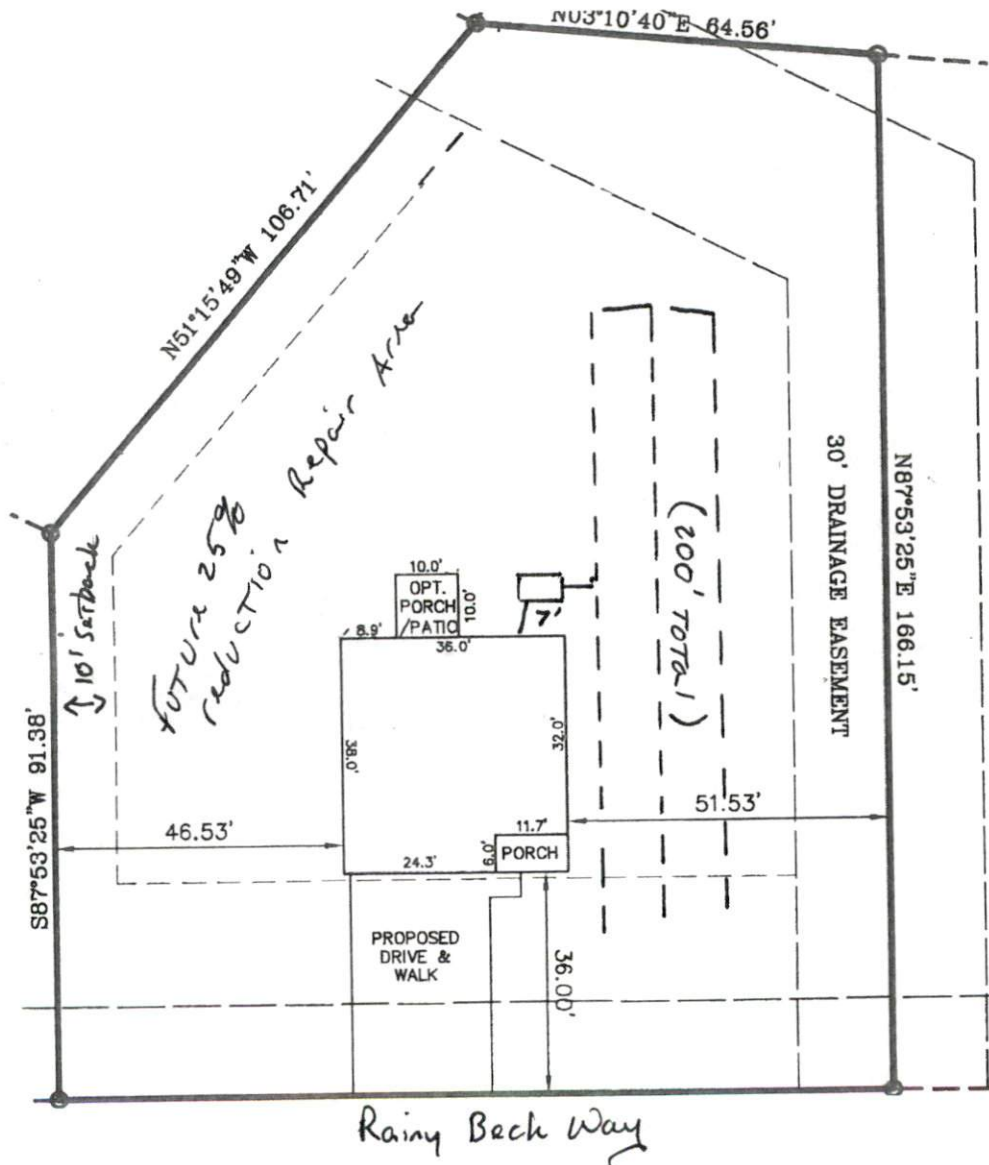 N03°10'40"E 64.56'
N51°15'49"W 106.71'
Future 25%
reduction Repair Area
30' DRAINAGE EASEMENT
N87°53'25"E 166.15'
(200' Total)
10' Setback
10.0'
OPT.
PORCH
/PATIO
10.0'
7'
8.9'
36.0'
38.0'
32.0'
S87°53'25"W 91.38'
46.53'
51.53'
11.7'
24.3'
6.0'
PORCH
PROPOSED
DRIVE &
WALK
36.00'
Rainy Beck Way